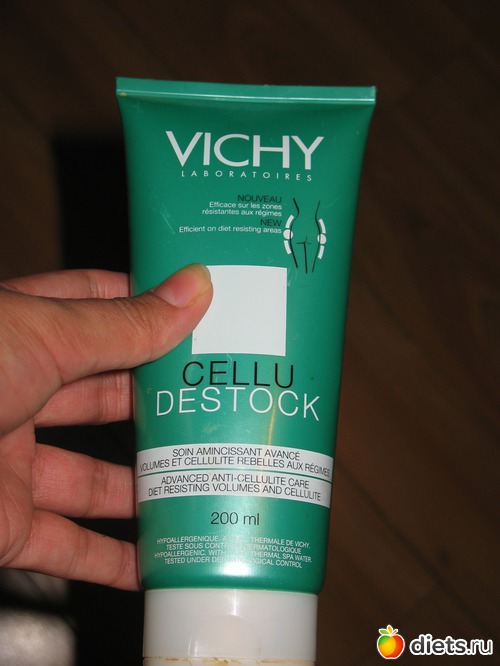 VICHY
LABORATOIRES
NOUVEAU
Efficace sur les zones
résistantes aux régimes
NEW
Efficient on diet resisting areas
CELLU
DESTOCK
SOIN AMINCISSANT AVANCÉ
VOLUMES ET CELLULITE REBELLES AUX RÉGIMES
ADVANCED ANTI-CELLULITE CARE
DIET RESISTING VOLUMES AND CELLULITE
200 ml
HYPOALLERGENIQUE. THERMALE DE VICHY.
TESTE SOUS DERMATOLOGIQUE
HYPOALLERGENIC. THERMAL SPA WATER.
TESTED UNDER CONTROL
diets.ru